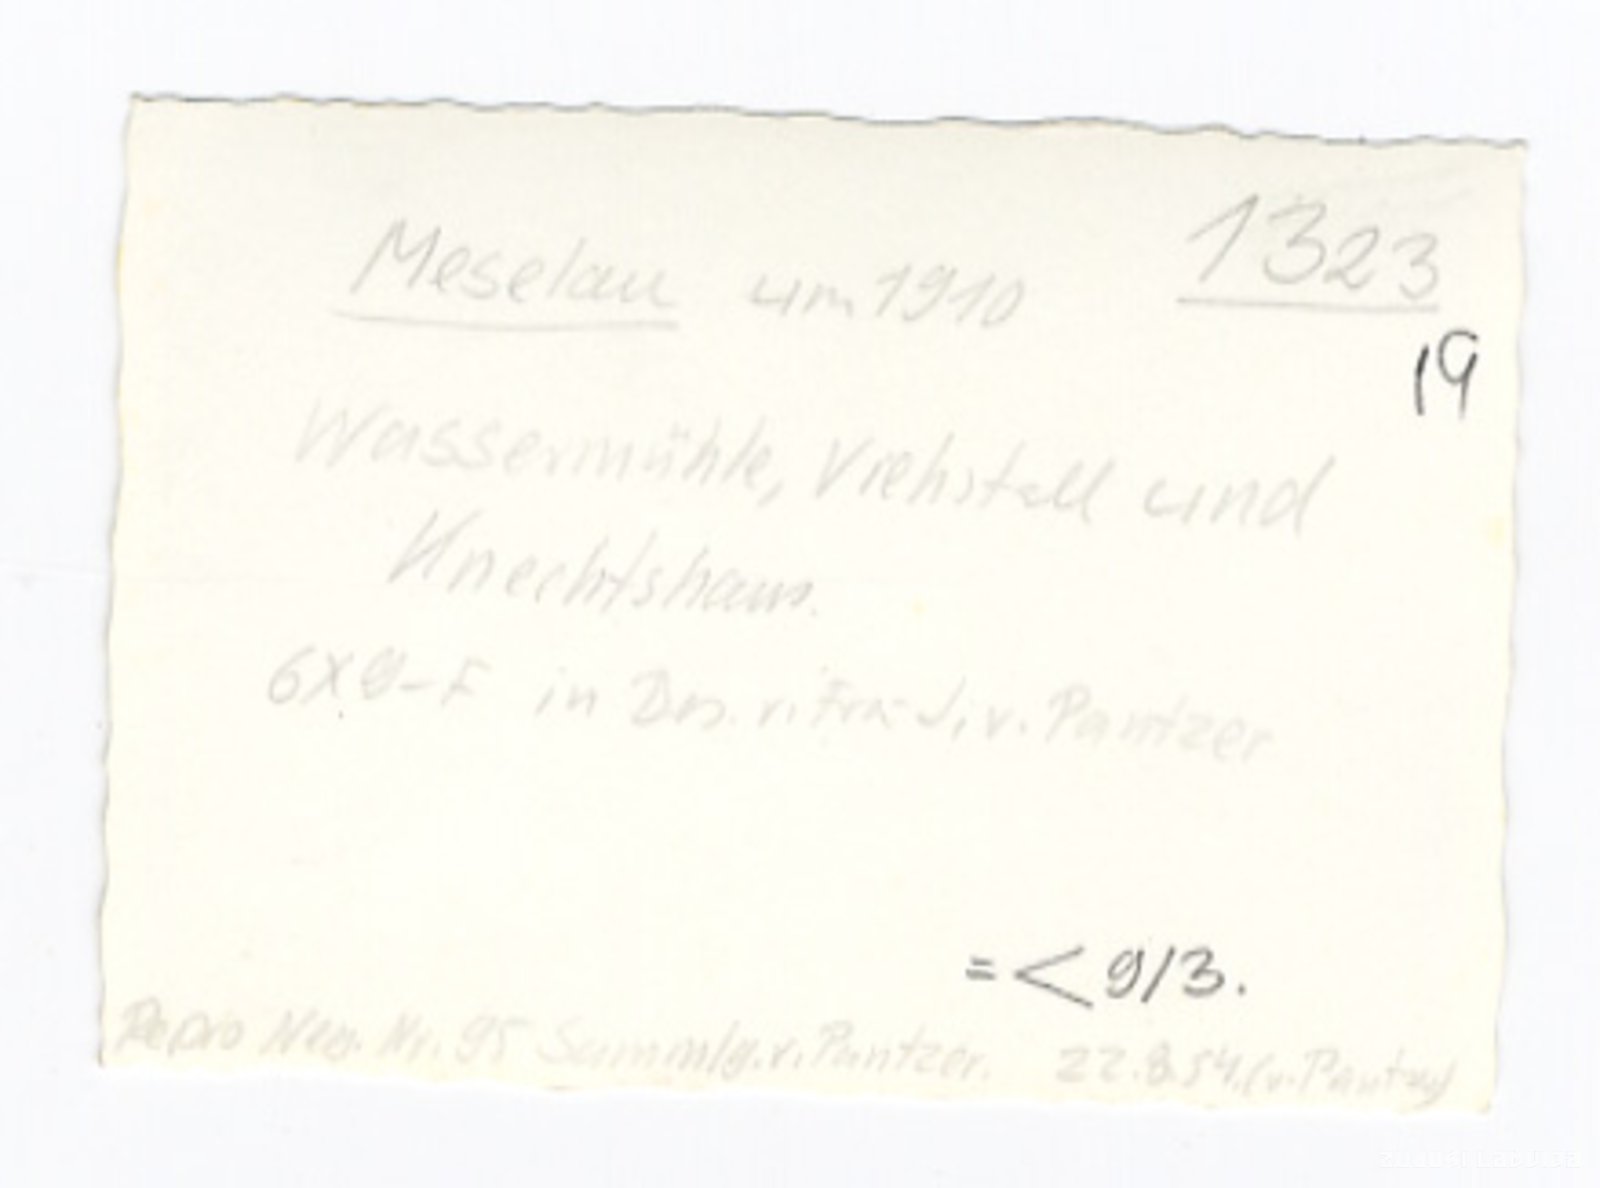 Meselau um 1910 1323
19
Wassermühle, Viehstall und
Knechtshaus.
6x9-F in Bes. v. Frl. J. v. Pantzer
= < 9/3.
Repro Neg. Nr. 95 Sammlg. v. Pantzer. 22.8.54. (v. Pantzer)